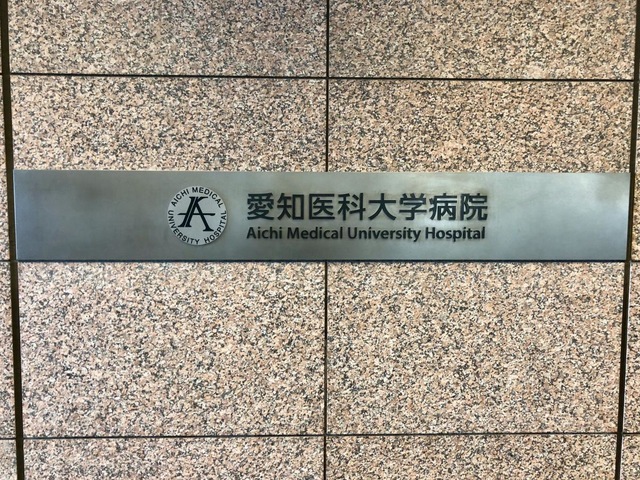 AICHI MEDICAL UNIVERSITY HOSPITAL
A
愛知医科大学病院
Aichi Medical University Hospital